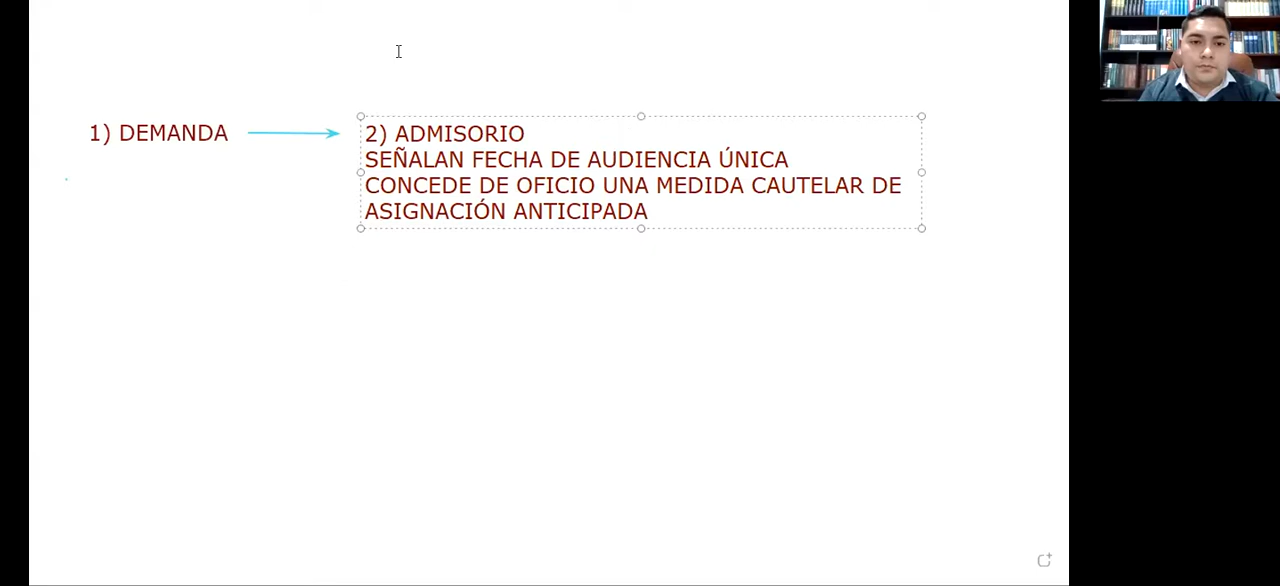 1) DEMANDA
2) ADMISORIO
SEÑALAN FECHA DE AUDIENCIA ÚNICA
CONCEDE DE OFICIO UNA MEDIDA CAUTELAR DE
ASIGNACIÓN ANTICIPADA